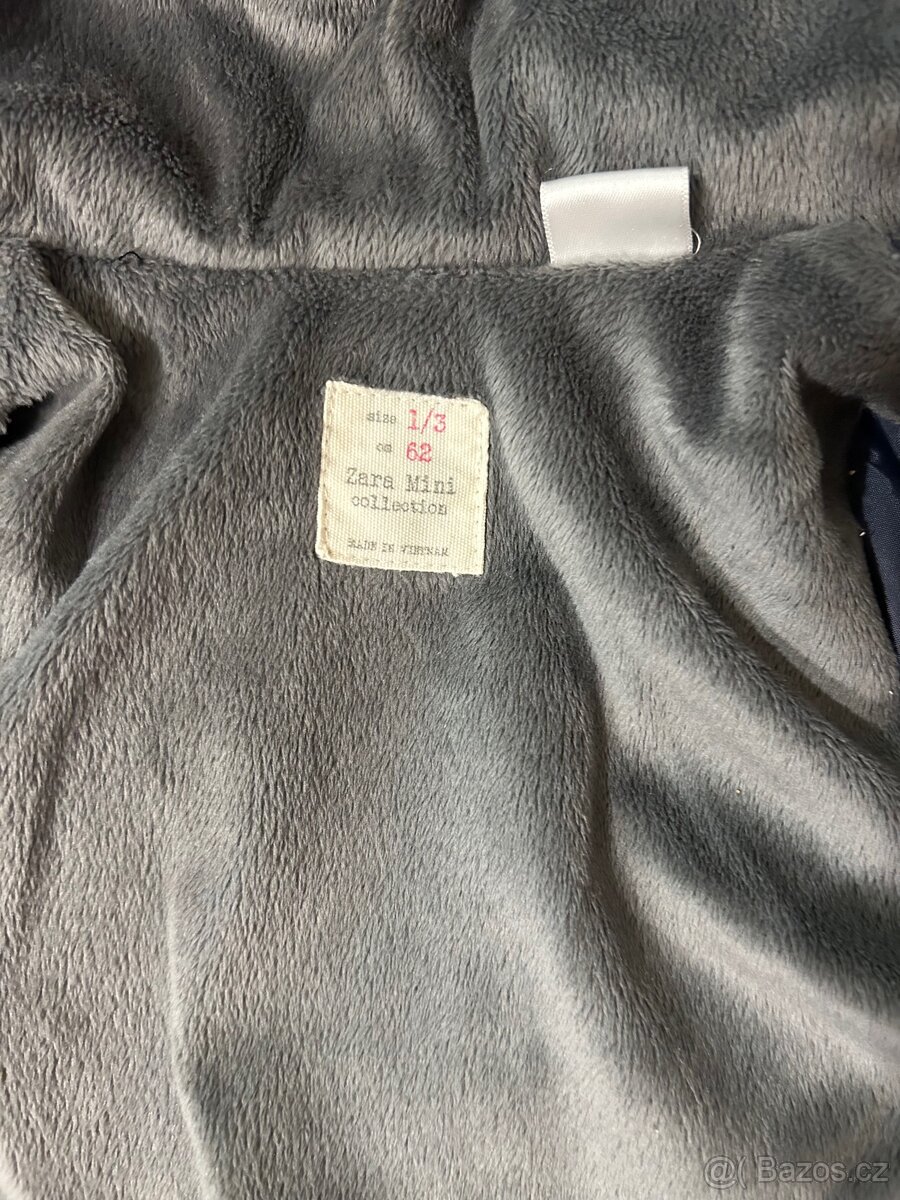 size 1/3
cm 62
Zara Mini
collection
MADE IN VIETNAM
@( Bazos.cz